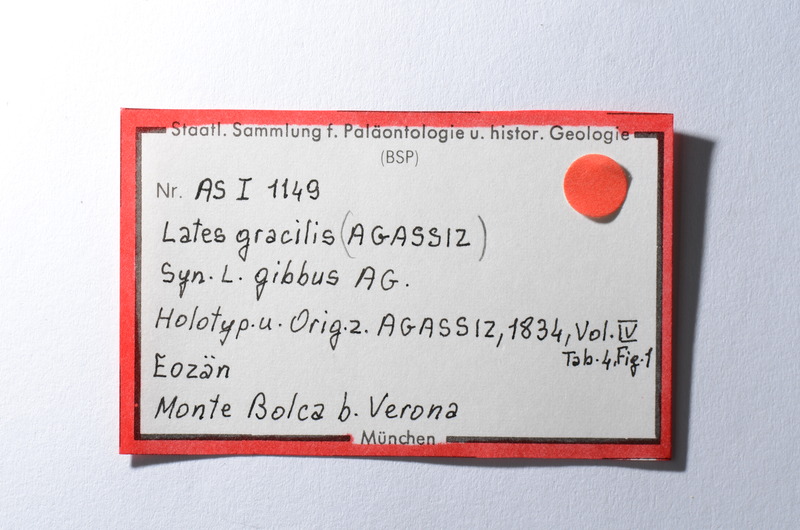 Staatl. Sammlung f. Paläontologie u. histor. Geologie
(BSP)
Nr. AS I 1149
Lates gracilis (AGASSIZ)
Syn. L. gibbus AG.
Holotyp. u. Orig. z. AGASSIZ, 1834, Vol. IV
Tab. 4, Fig. 1
Eozän
Monte Bolca b. Verona
München